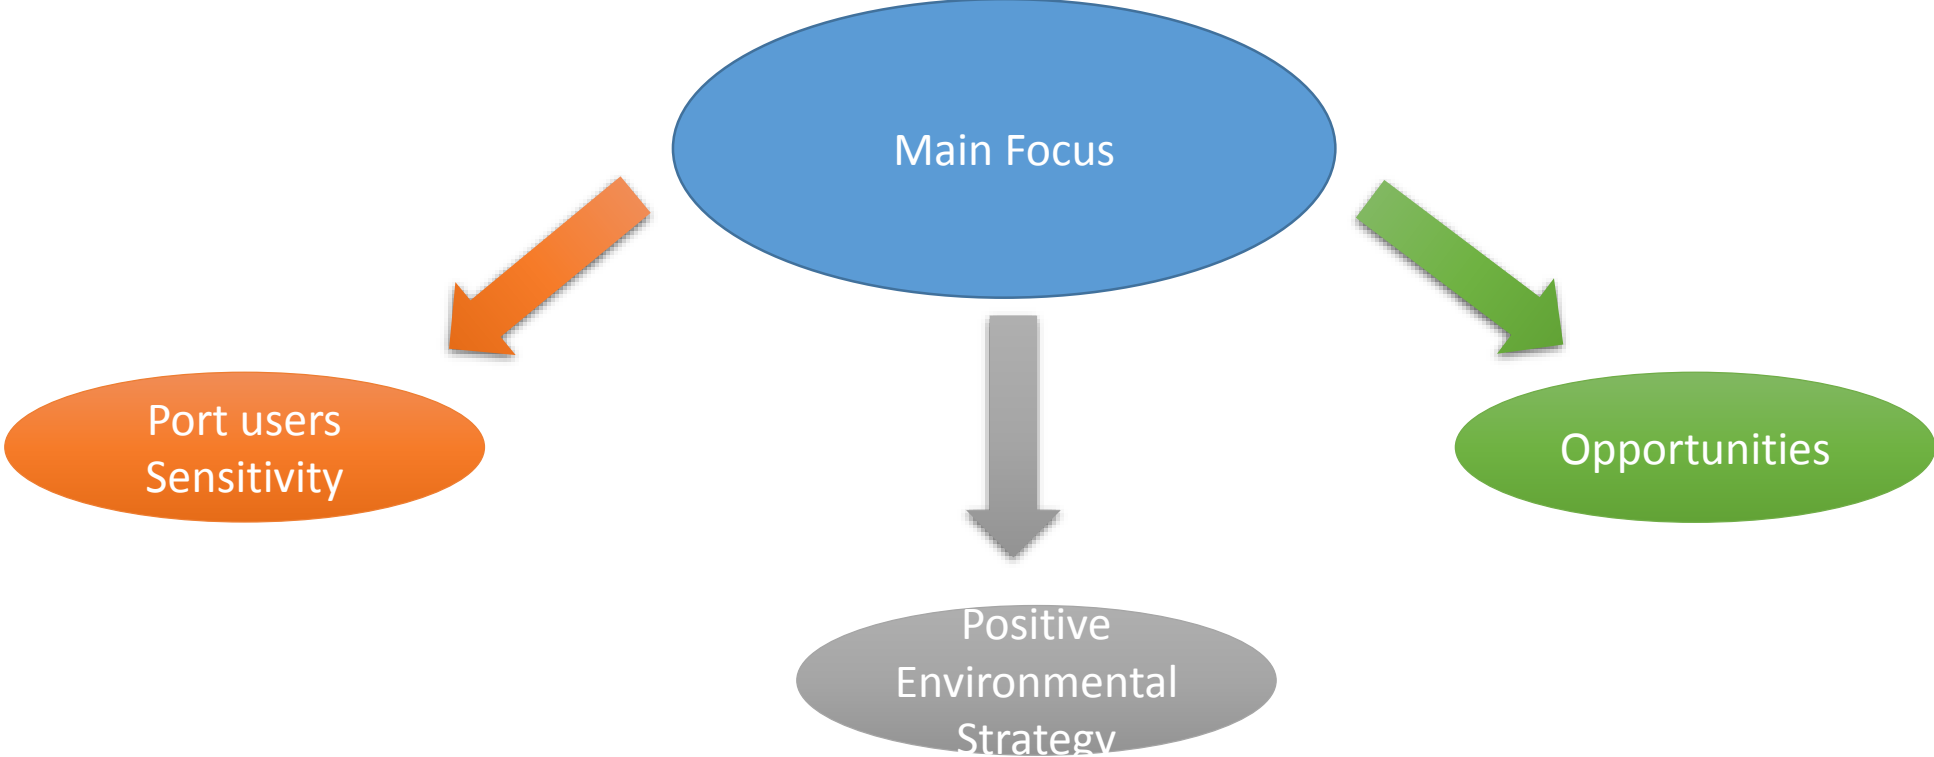 Main Focus
Port users
Sensitivity
Opportunities
Positive
Environmental
Strategy